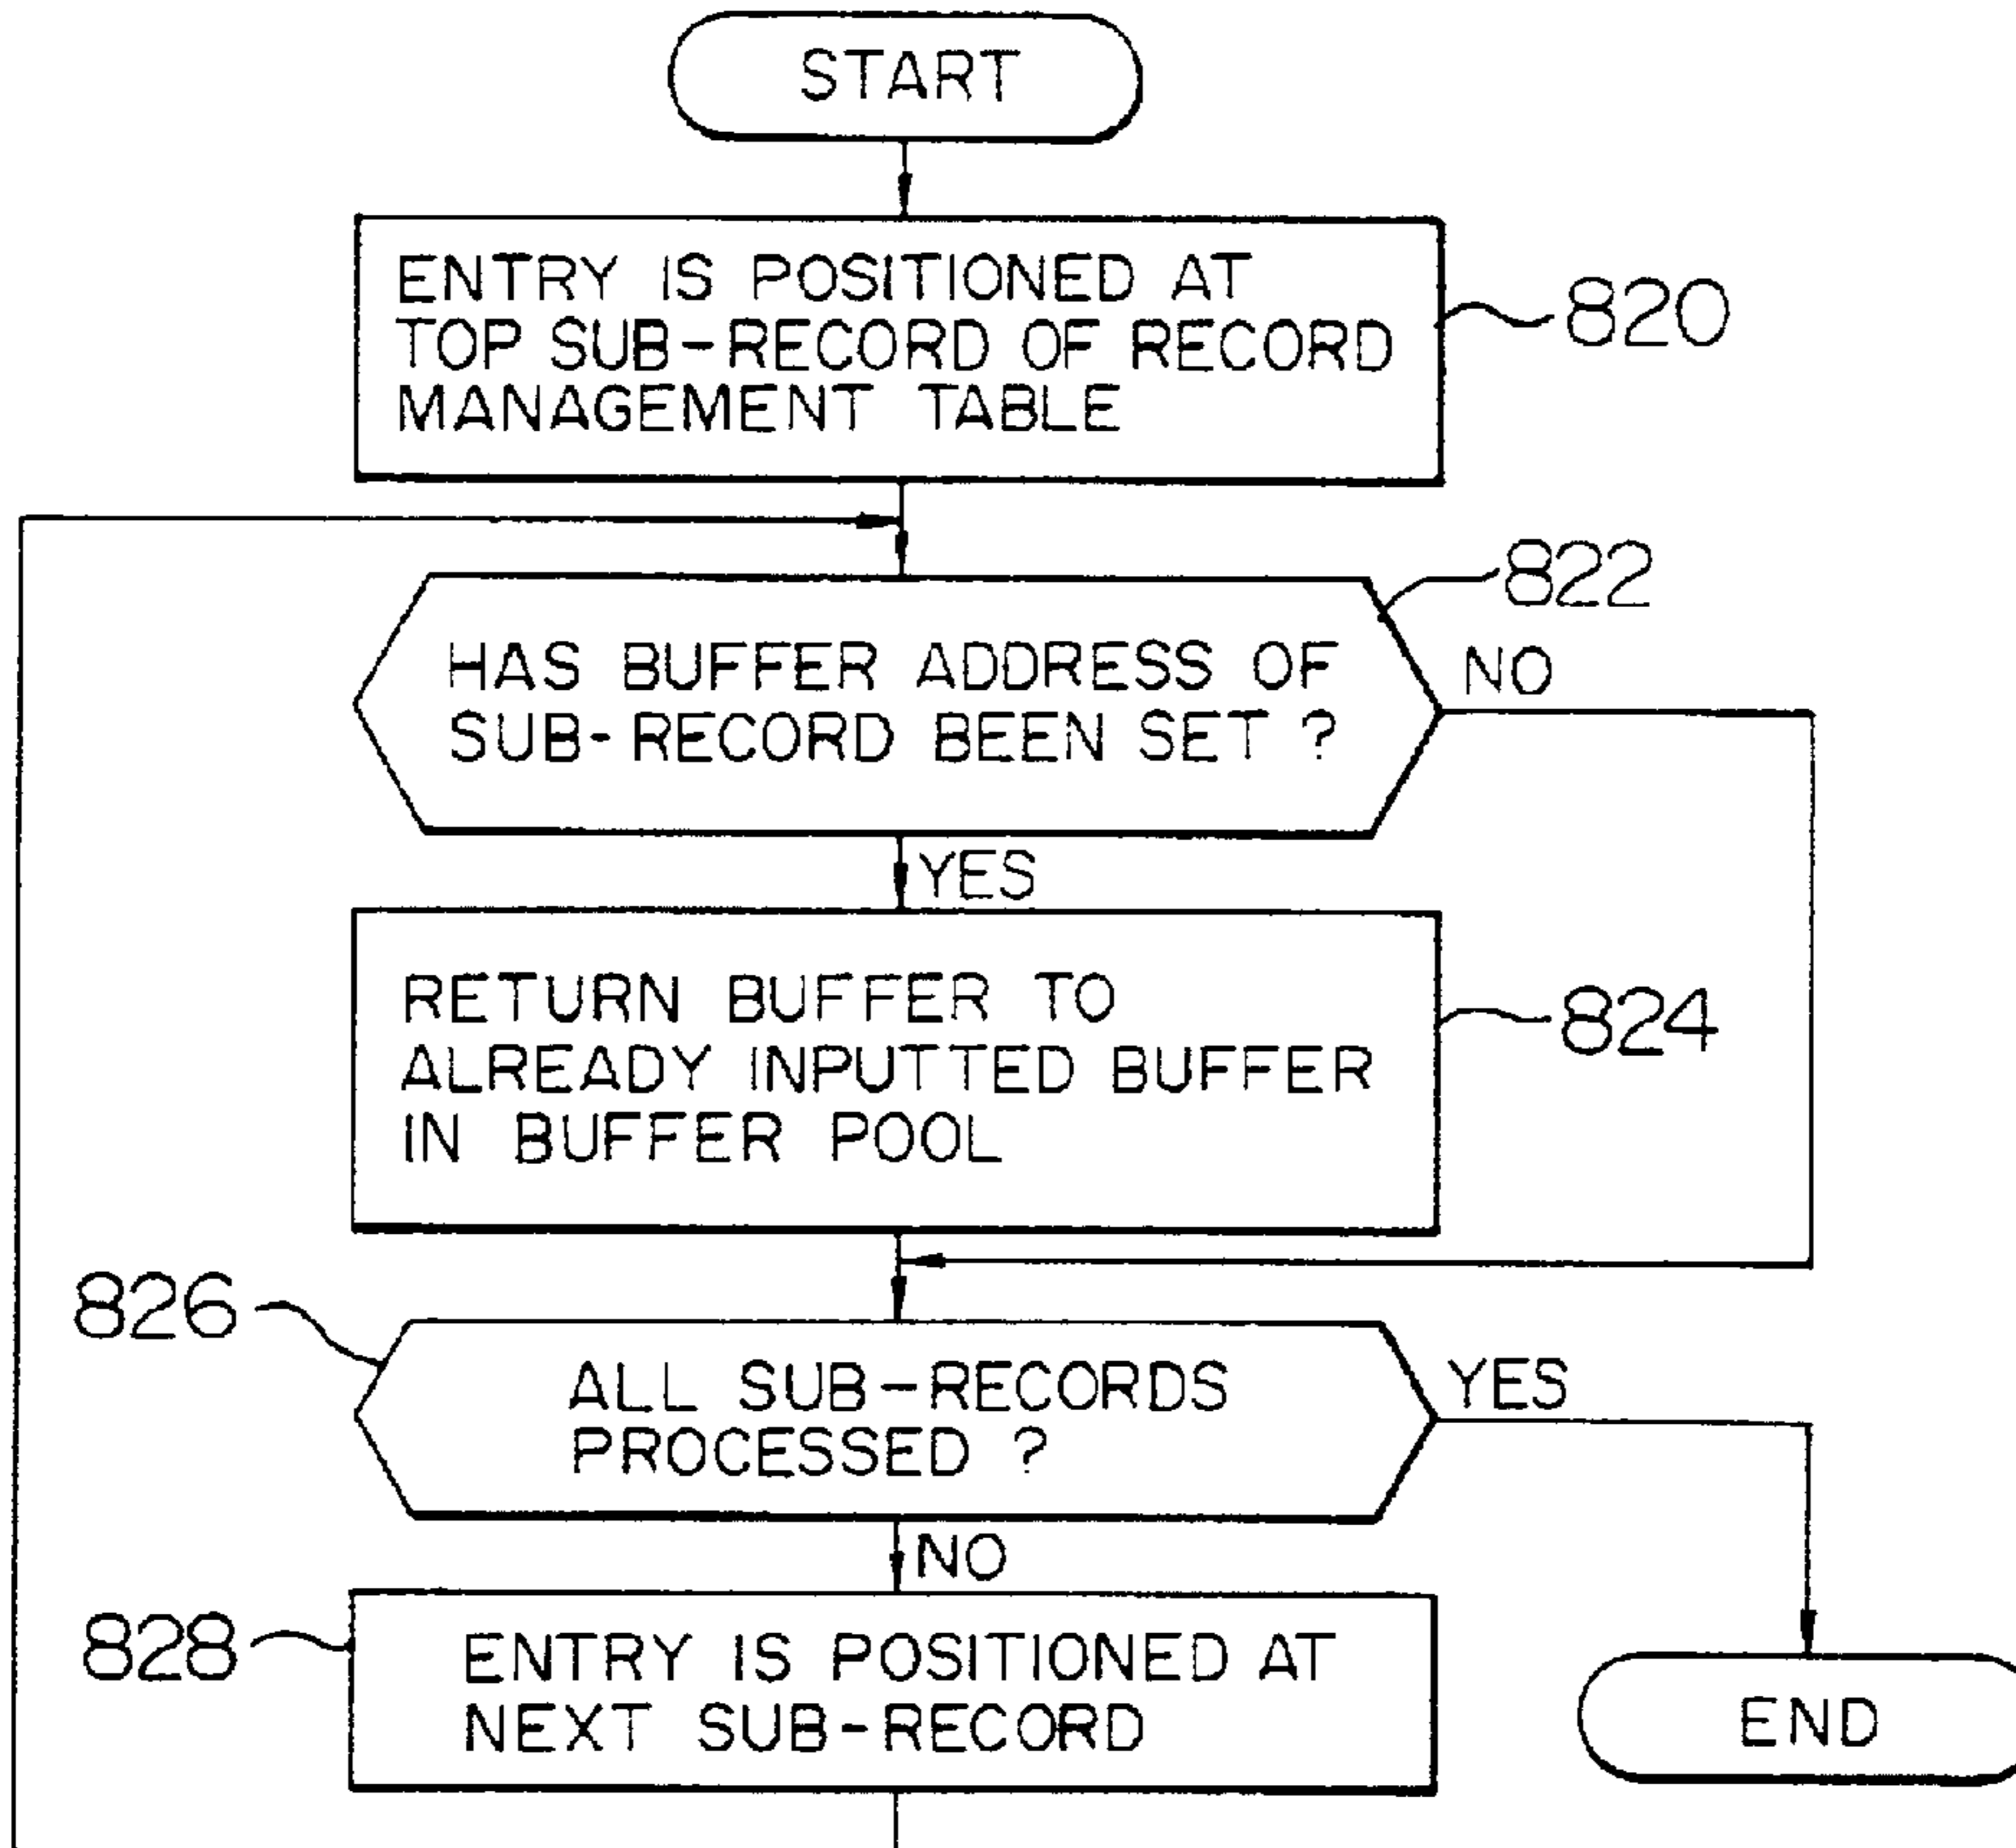 START
ENTRY IS POSITIONED AT
TOP SUB-RECORD OF RECORD
MANAGEMENT TABLE
820
822
HAS BUFFER ADDRESS OF
SUB-RECORD BEEN SET ?
NO
YES
RETURN BUFFER TO
ALREADY INPUTTED BUFFER
IN BUFFER POOL
824
826
ALL SUB-RECORDS
PROCESSED ?
YES
NO
828
ENTRY IS POSITIONED AT
NEXT SUB-RECORD
END